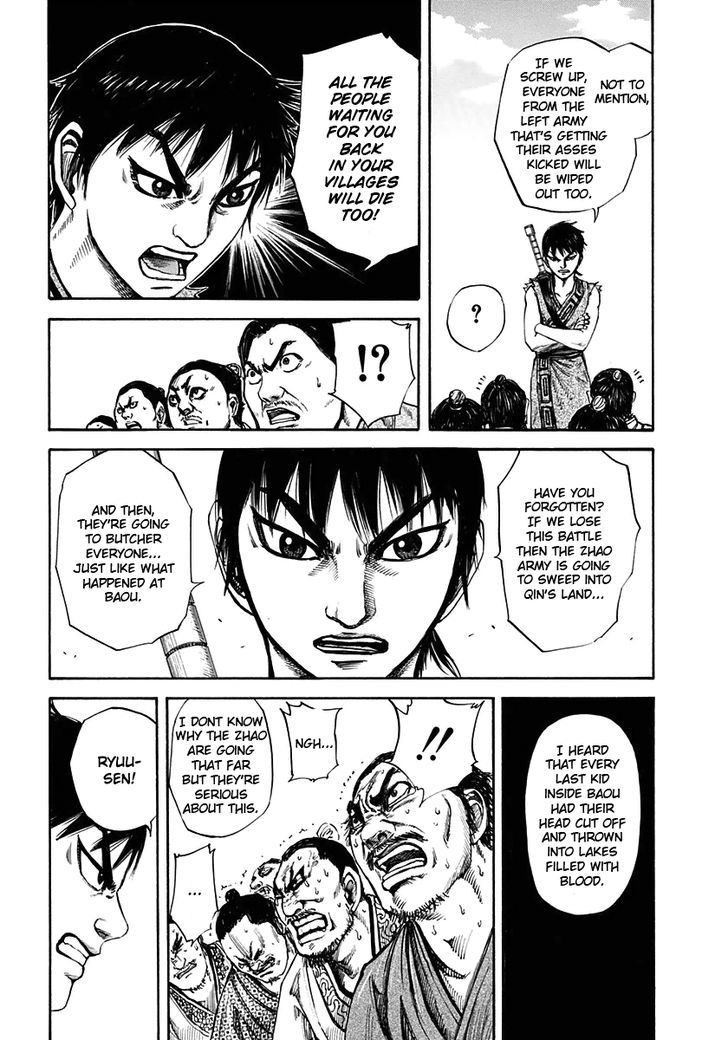 NOT TO
MENTION,
IF WE
SCREW UP,
EVERYONE
FROM THE
LEFT ARMY
THAT'S GETTING
THEIR ASSES
KICKED WILL
BE WIPED
OUT TOO.
?
ALL THE
PEOPLE
WAITING
FOR YOU
BACK
IN YOUR
VILLAGES
WILL DIE
TOO!
!?
HAVE YOU
FORGOTTEN?
IF WE LOSE
THIS BATTLE
THEN THE ZHAO
ARMY IS GOING
TO SWEEP INTO
QIN'S LAND...
AND THEN,
THEY'RE GOING
TO BUTCHER
EVERYONE...
JUST LIKE WHAT
HAPPENED AT
BAOU.
I HEARD
THAT EVERY
LAST KID
INSIDE BAOU
HAD THEIR
HEAD CUT OFF
AND THROWN
INTO LAKES
FILLED WITH
BLOOD.
!!
NGH...
I DONT KNOW
WHY THE ZHAO
ARE GOING
THAT FAR
BUT THEY'RE
SERIOUS
ABOUT THIS.
...
RYUU-
SEN!